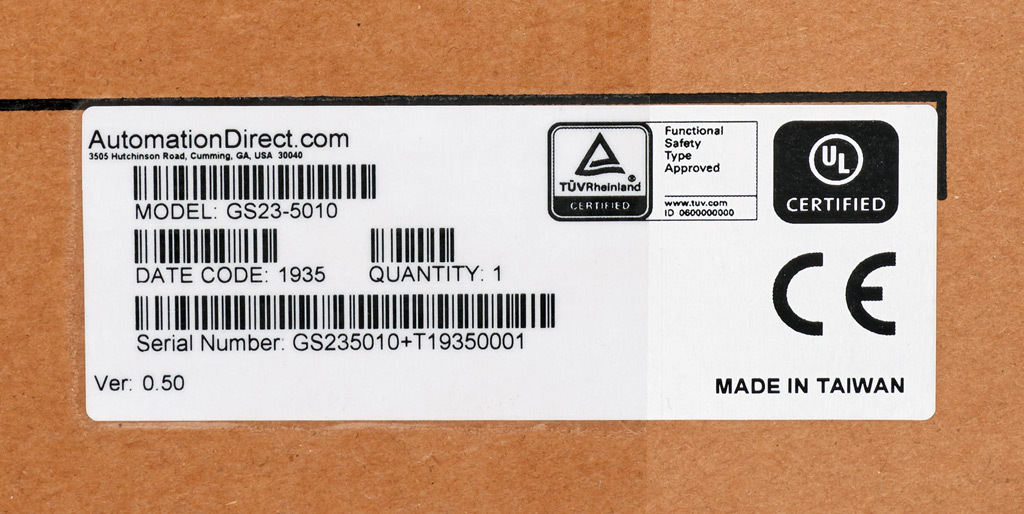 AutomationDirect.com
3505 Hutchinson Road, Cumming, GA, USA 30040
MODEL: GS23-5010
DATE CODE: 1935 QUANTITY: 1
Serial Number: GS235010+T19350001
Ver: 0.50
TÜVRheinland®
CERTIFIED
Functional
Safety
Type
Approved
www.tuv.com
ID 0600000000
UL
CERTIFIED
CE
MADE IN TAIWAN